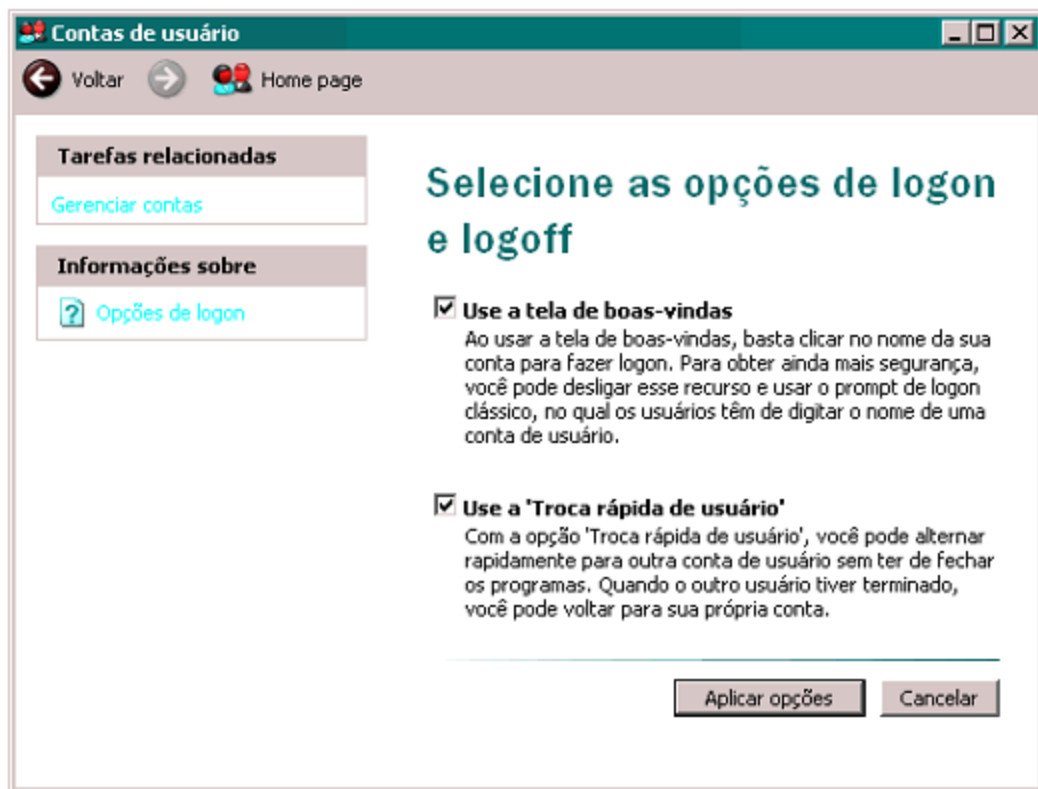 Contas de usuário
Voltar
Home page
Tarefas relacionadas
Gerenciar contas
Informações sobre
Opções de logon
Selecione as opções de logon
e logoff
Use a tela de boas-vindas
Ao usar a tela de boas-vindas, basta clicar no nome da sua
conta para fazer logon. Para obter ainda mais segurança,
você pode desligar esse recurso e usar o prompt de logon
clássico, no qual os usuários têm de digitar o nome de uma
conta de usuário.
Use a 'Troca rápida de usuário'
Com a opção 'Troca rápida de usuário', você pode alternar
rapidamente para outra conta de usuário sem ter de fechar
os programas. Quando o outro usuário tiver terminado,
você pode voltar para sua própria conta.
Aplicar opções
Cancelar